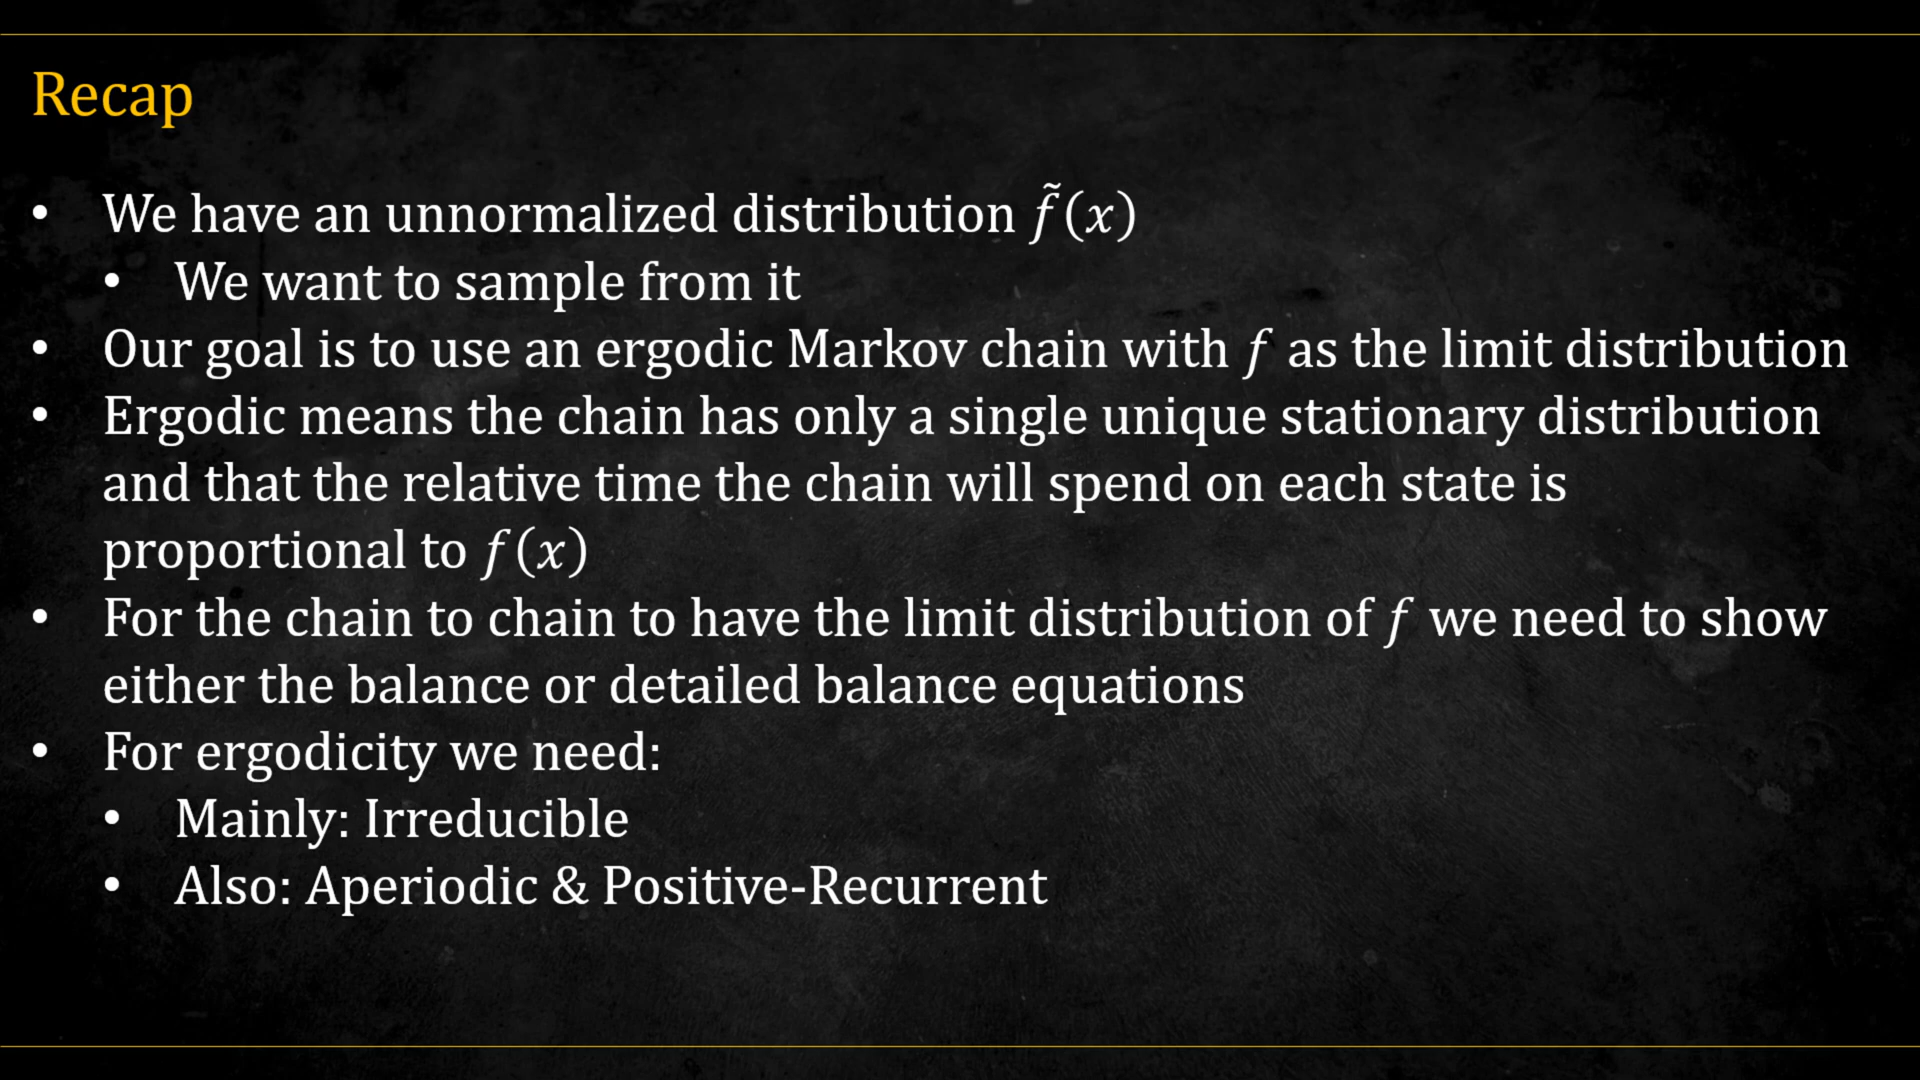 Recap
• We have an unnormalized distribution f̃(x)
• We want to sample from it
• Our goal is to use an ergodic Markov chain with f as the limit distribution
• Ergodic means the chain has only a single unique stationary distribution
and that the relative time the chain will spend on each state is
proportional to f(x)
• For the chain to chain to have the limit distribution of f we need to show
either the balance or detailed balance equations
• For ergodicity we need:
• Mainly: Irreducible
• Also: Aperiodic & Positive-Recurrent